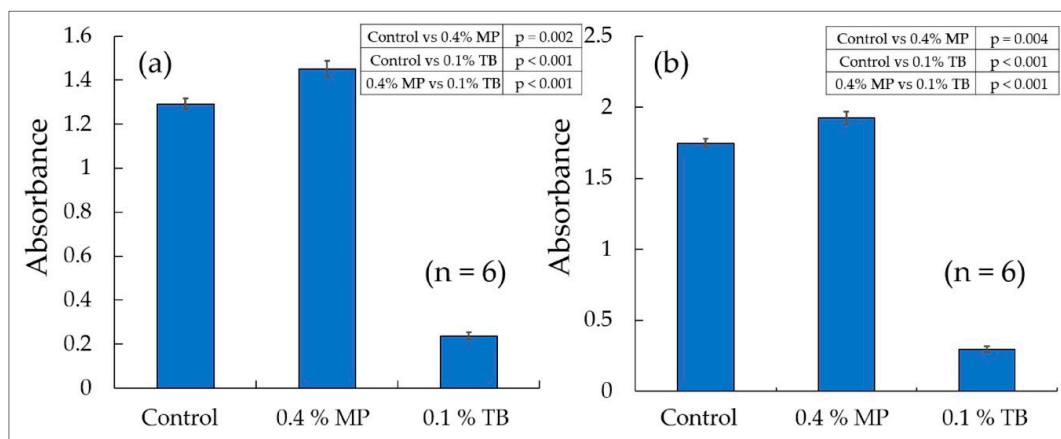 (a)
Control vs 0.4% MP p = 0.002
Control vs 0.1% TB p < 0.001
0.4% MP vs 0.1% TB p < 0.001
Absorbance
1.6
1.4
1.2
1
0.8
0.6
0.4
0.2
0
(n = 6)
Control 0.4 % MP 0.1 % TB
(b)
Control vs 0.4% MP p = 0.004
Control vs 0.1% TB p < 0.001
0.4% MP vs 0.1% TB p < 0.001
Absorbance
2.5
2
1.5
1
0.5
0
(n = 6)
Control 0.4 % MP 0.1 % TB